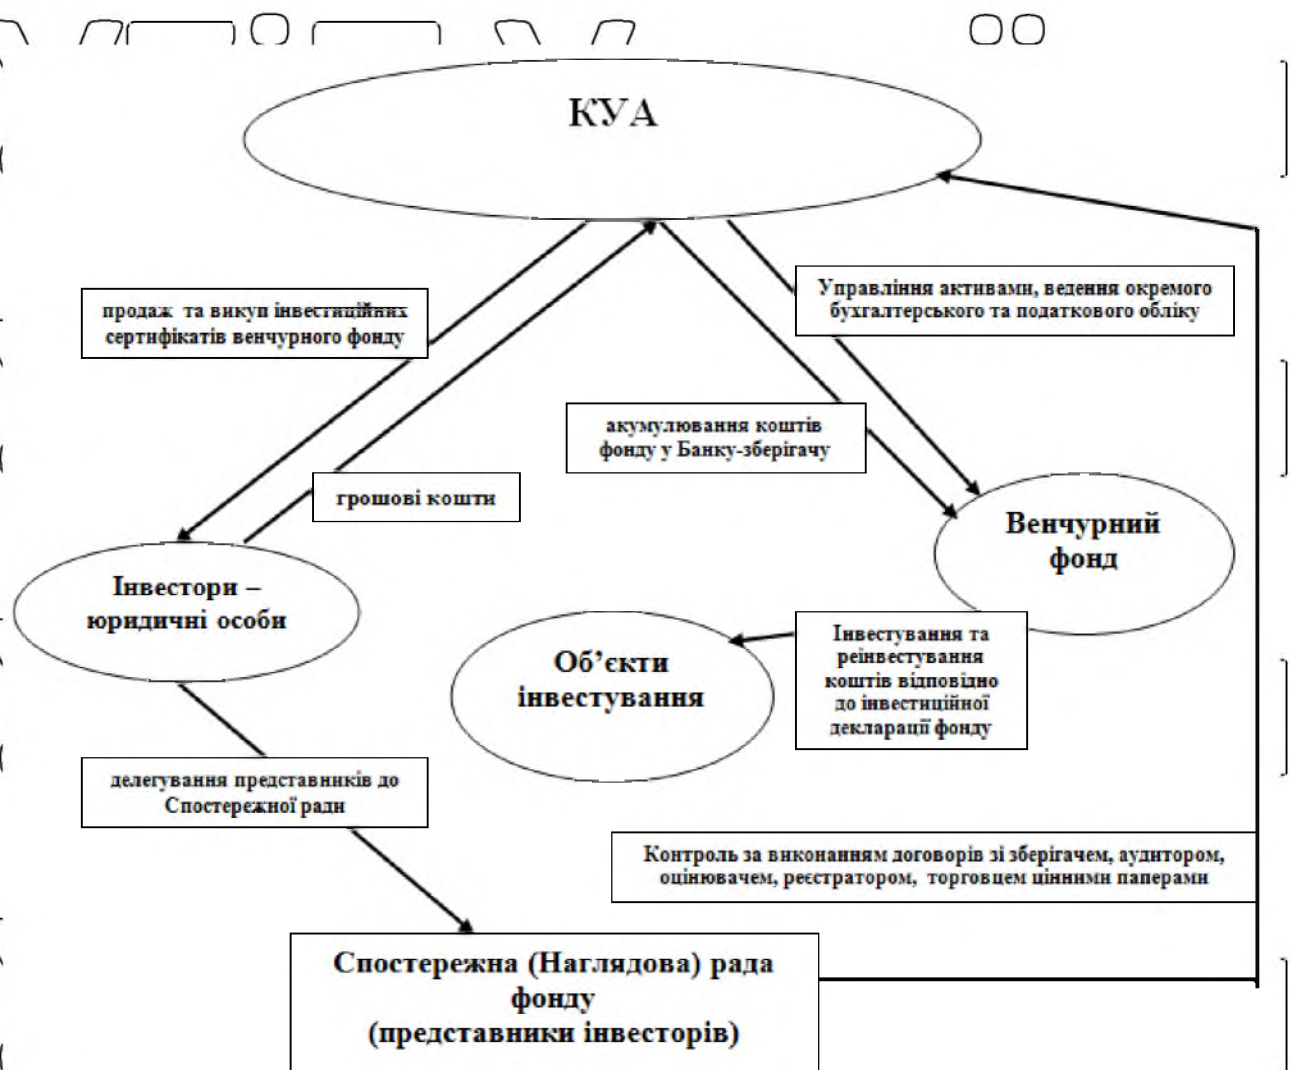 КУА
Управління активами, ведення окремого
бухгалтерського та податкового обліку
продаж та викуп інвестиційних
сертифікатів венчурного фонду
акумулювання коштів
фонду у Банку-зберігачу
грошові кошти
Венчурний
фонд
Інвестори –
юридичні особи
Інвестування та
реінвестування
коштів відповідно
до інвестиційної
декларації фонду
Об’єкти
інвестування
делегування представників до
Спостережної ради
Контроль за виконанням договорів зі зберігачем, аудитором,
оцінювачем, реєстратором, торговцем цінними паперами
Спостережна (Наглядова) рада
фонду
(представники інвесторів)